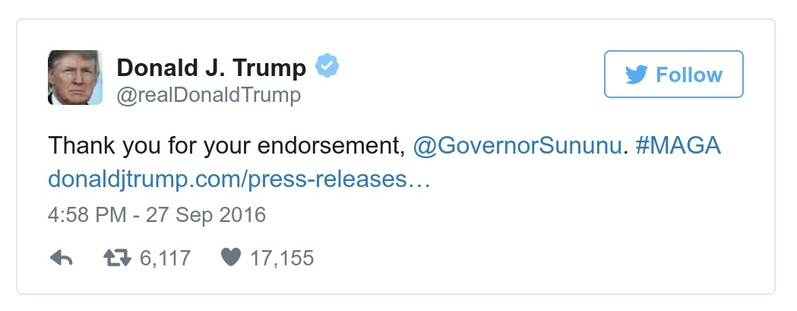 Donald J. Trump
@realDonaldTrump
Follow
Thank you for your endorsement, @GovernorSununu. #MAGA
donaldjtrump.com/press-releases…
4:58 PM - 27 Sep 2016
6,117 17,155